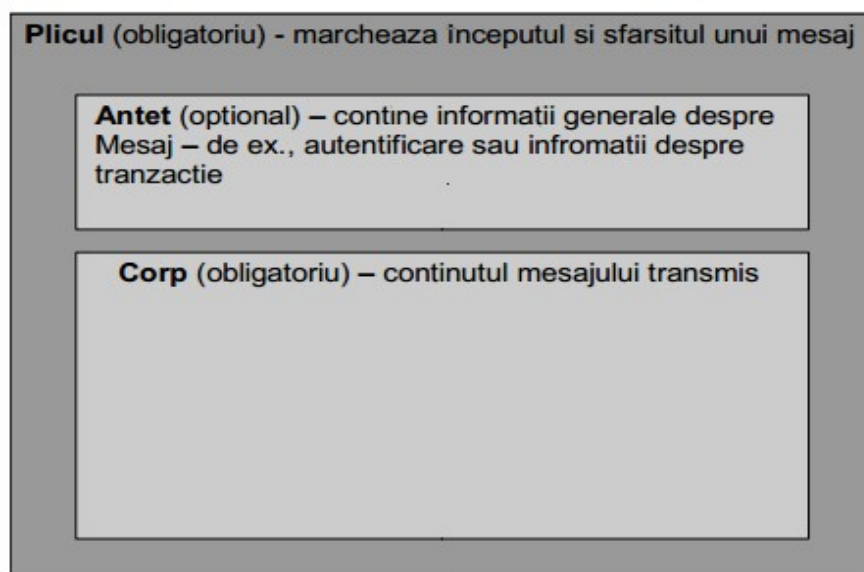 Plicul (obligatoriu) - marcheaza începutul si sfarsitul unui mesaj
Antet (optional) – contine informatii generale despre
Mesaj – de ex., autentificare sau infromatii despre
tranzactie
Corp (obligatoriu) – continutul mesajului transmis